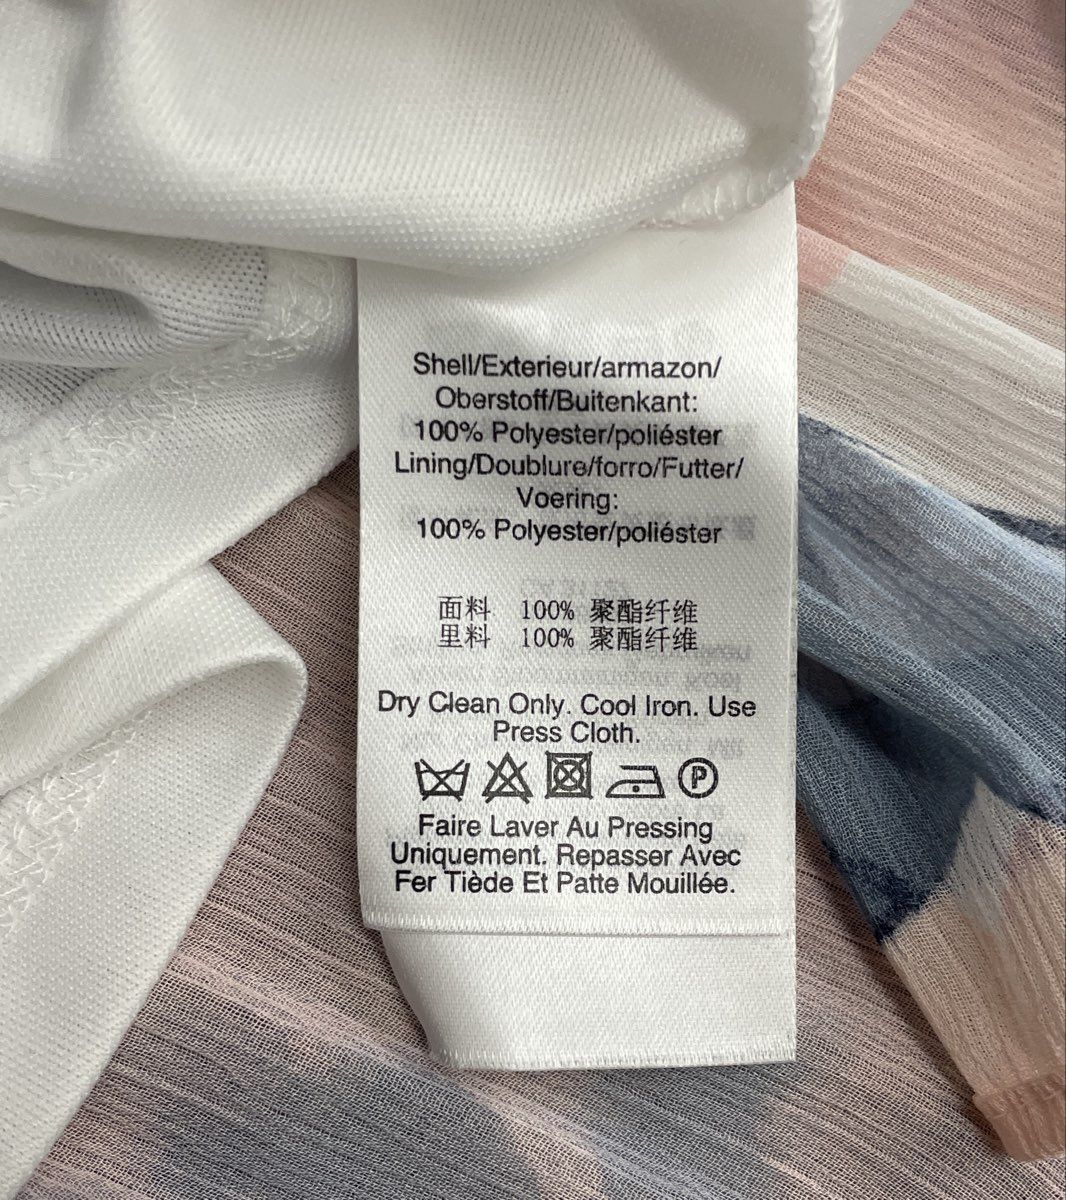 Shell/Exterieur/armazon/
Oberstoff/Buitenkant:
100% Polyester/poliéster
Lining/Doublure/forro/Futter/
Voering:
100% Polyester/poliéster
面料 100% 聚酯纤维
里料 100% 聚酯纤维
Dry Clean Only. Cool Iron. Use
Press Cloth.
P
Faire Laver Au Pressing
Uniquement. Repasser Avec
Fer Tiède Et Patte Mouillée.